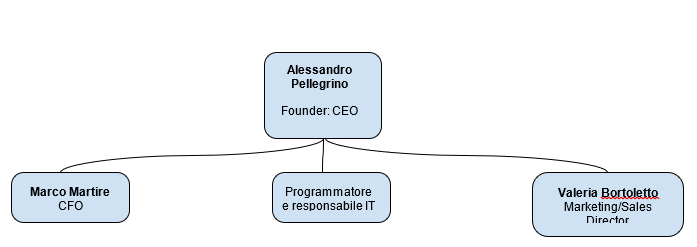 Alessandro
Pellegrino
Founder: CEO
Marco Martire
CFO
Programmatore
e responsabile IT
Valeria Bortoletto
Marketing/Sales
Director